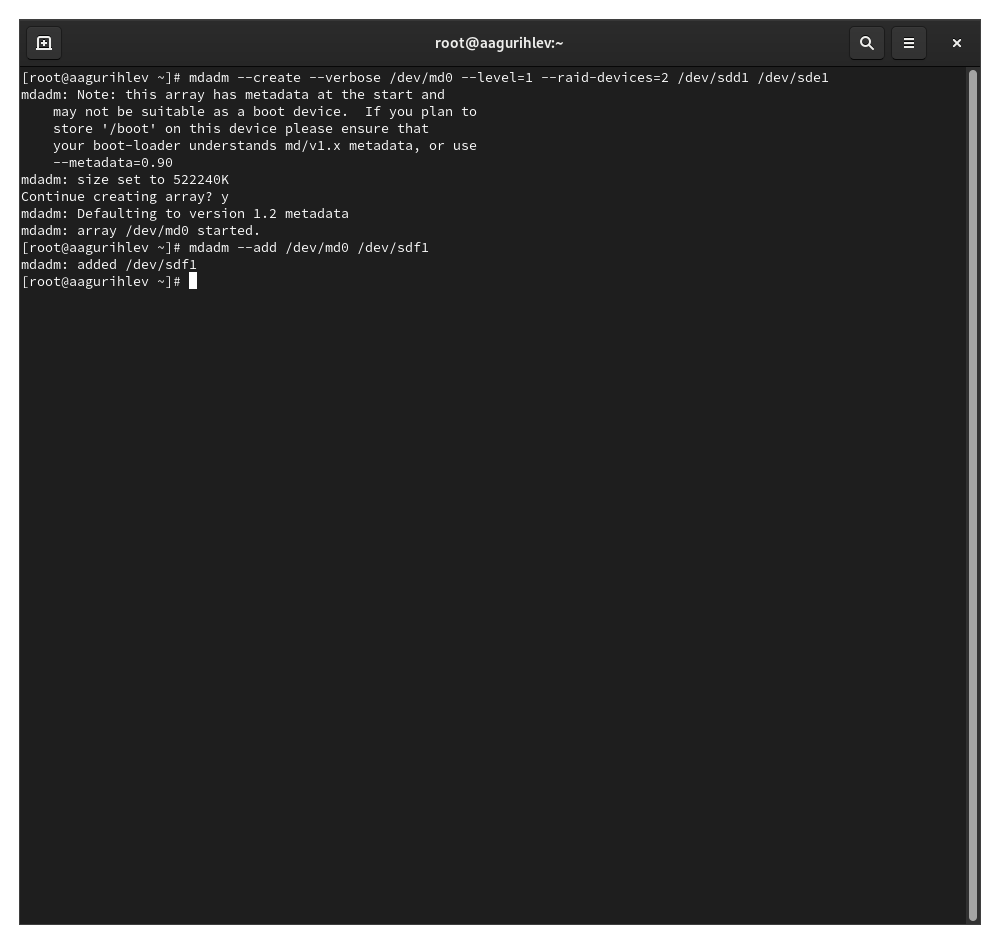 root@aagurihlev:~
[root@aagurihlev ~]# mdadm --create --verbose /dev/md0 --level=1 --raid-devices=2 /dev/sdd1 /dev/sde1
mdadm: Note: this array has metadata at the start and
    may not be suitable as a boot device.  If you plan to
    store '/boot' on this device please ensure that
    your boot-loader understands md/v1.x metadata, or use
    --metadata=0.90
mdadm: size set to 522240K
Continue creating array? y
mdadm: Defaulting to version 1.2 metadata
mdadm: array /dev/md0 started.
[root@aagurihlev ~]# mdadm --add /dev/md0 /dev/sdf1
mdadm: added /dev/sdf1
[root@aagurihlev ~]#